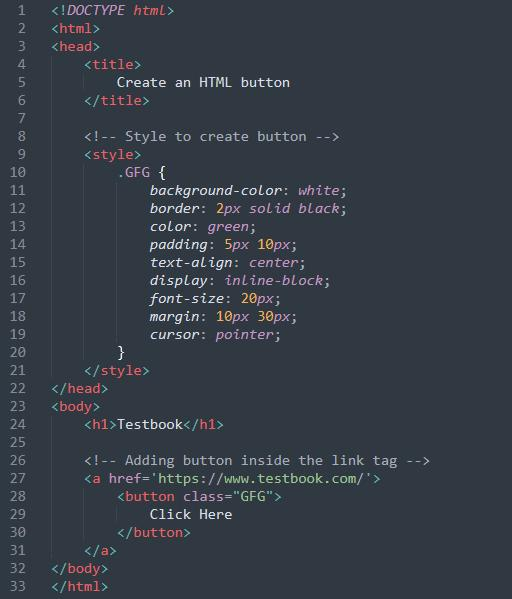 1 <!DOCTYPE html>
2 <html>
3 <head>
4     <title>
5         Create an HTML button
6     </title>
7
8     <!-- Style to create button -->
9     <style>
10         .GFG {
11             background-color: white;
12             border: 2px solid black;
13             color: green;
14             padding: 5px 10px;
15             text-align: center;
16             display: inline-block;
17             font-size: 20px;
18             margin: 10px 30px;
19             cursor: pointer;
20         }
21     </style>
22 </head>
23 <body>
24     <h1>Testbook</h1>
25
26     <!-- Adding button inside the link tag -->
27     <a href='https://www.testbook.com/'>
28         <button class="GFG">
29             Click Here
30         </button>
31     </a>
32 </body>
33 </html>